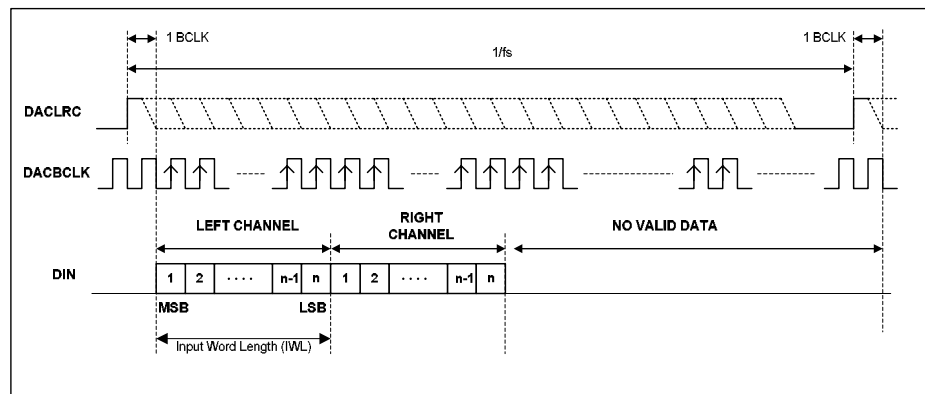 1 BCLK
1 BCLK
1/fs
DACLRC
DACBCLK
LEFT CHANNEL
RIGHT
CHANNEL
NO VALID DATA
DIN
1 2 .... n-1 n 1 2 .... n-1 n
MSB
LSB
Input Word Length (IWL)